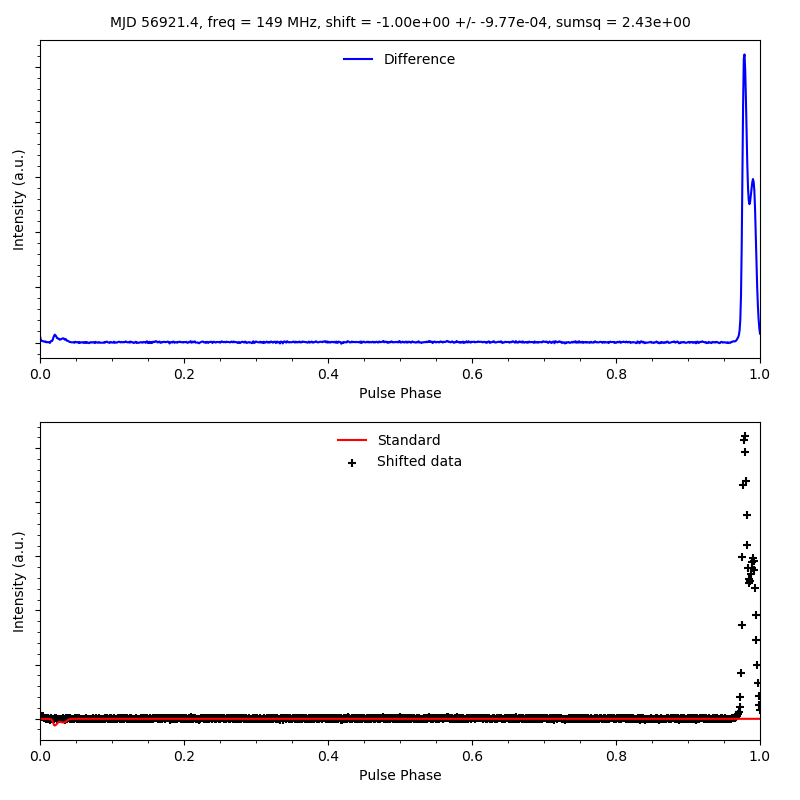 MJD 56921.4, freq = 149 MHz, shift = -1.00e+00 +/- -9.77e-04, sumsq = 2.43e+00
Difference
Intensity (a.u.)
0.0 0.2 0.4 0.6 0.8 1.0
Pulse Phase
Standard
Shifted data
Intensity (a.u.)
0.0 0.2 0.4 0.6 0.8 1.0
Pulse Phase